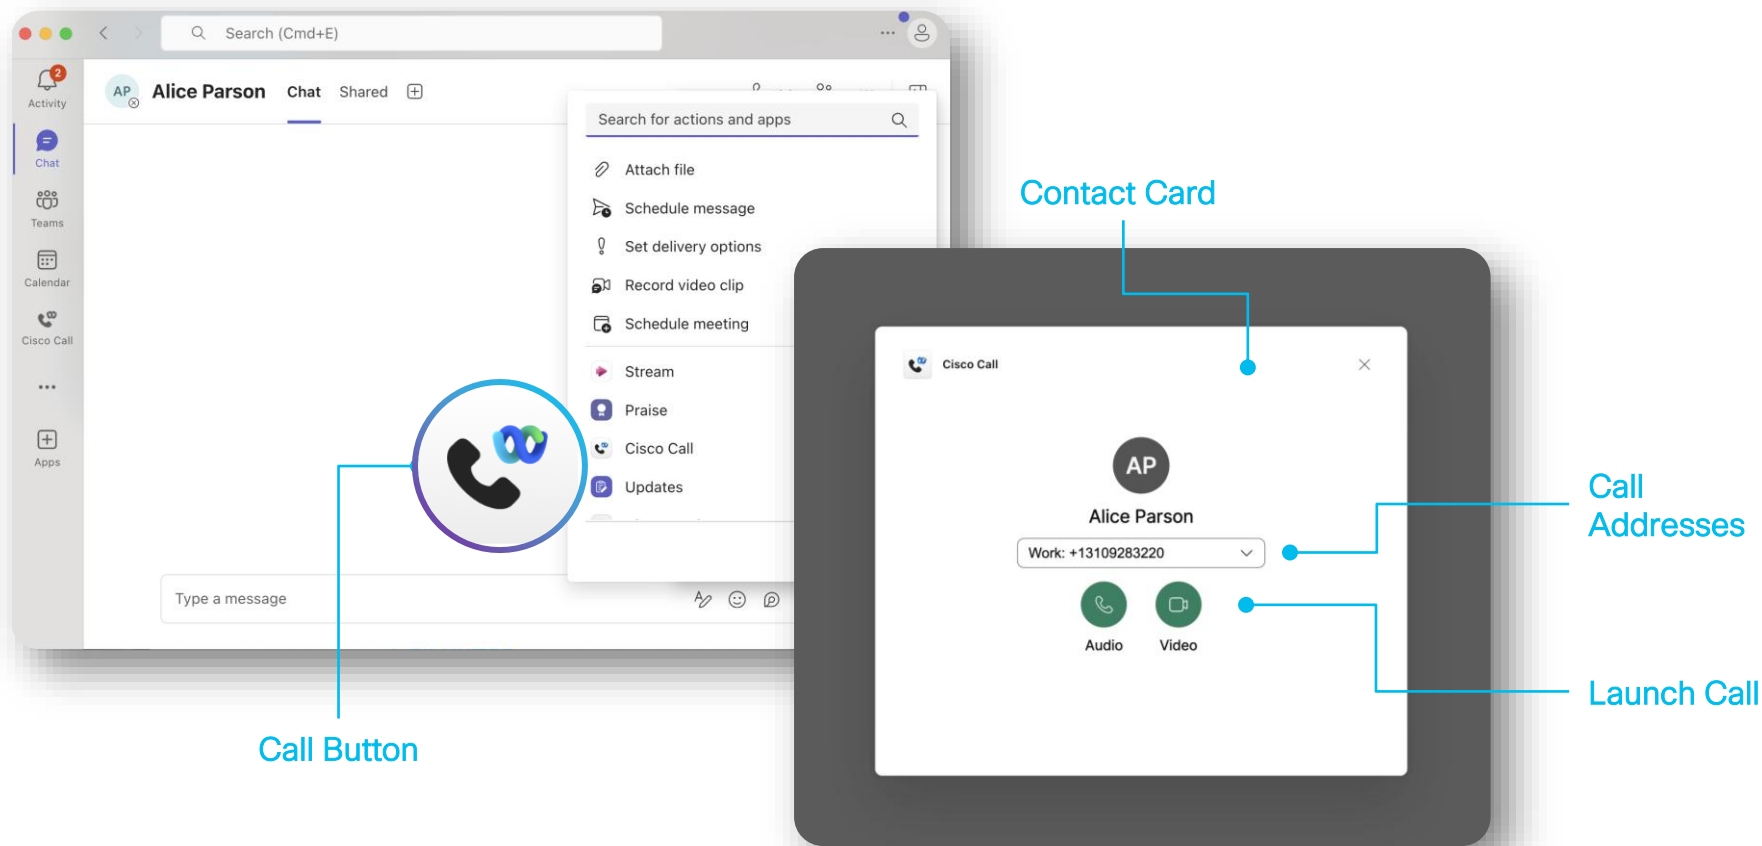 Search (Cmd+E)
2
Activity
AP
Alice Parson
Chat
Shared
Search for actions and apps
Chat
Attach file
Schedule message
Teams
Set delivery options
Calendar
Record video clip
Schedule meeting
Cisco Call
Stream
Praise
Cisco Call
Apps
Updates
Type a message
Call Button
Contact Card
Cisco Call
AP
Alice Parson
Work: +13109283220
Audio
Video
Call
Addresses
Launch Call